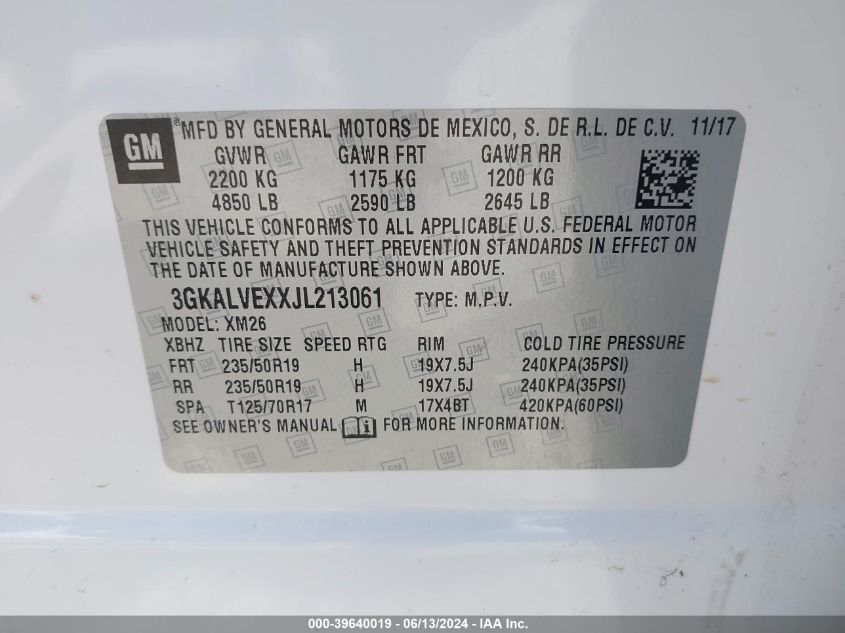 GM ®MFD BY GENERAL MOTORS DE MEXICO, S. DE R.L. DE C.V. 11/17
GVWR GAWR FRT GAWR RR
2200 KG 1175 KG 1200 KG
4850 LB 2590 LB 2645 LB
THIS VEHICLE CONFORMS TO ALL APPLICABLE U.S. FEDERAL MOTOR
VEHICLE SAFETY AND THEFT PREVENTION STANDARDS IN EFFECT ON
THE DATE OF MANUFACTURE SHOWN ABOVE.
3GKALVEXXJL213061 TYPE: M.P.V.
MODEL: XM26
XBHZ TIRE SIZE SPEED RTG RIM COLD TIRE PRESSURE
FRT 235/50R19 H 19X7.5J 240KPA(35PSI)
RR 235/50R19 H 19X7.5J 240KPA(35PSI)
SPA T125/70R17 M 17X4BT 420KPA(60PSI)
SEE OWNER'S MANUAL i FOR MORE INFORMATION.
000-39640019 - 06/13/2024 - IAA Inc.